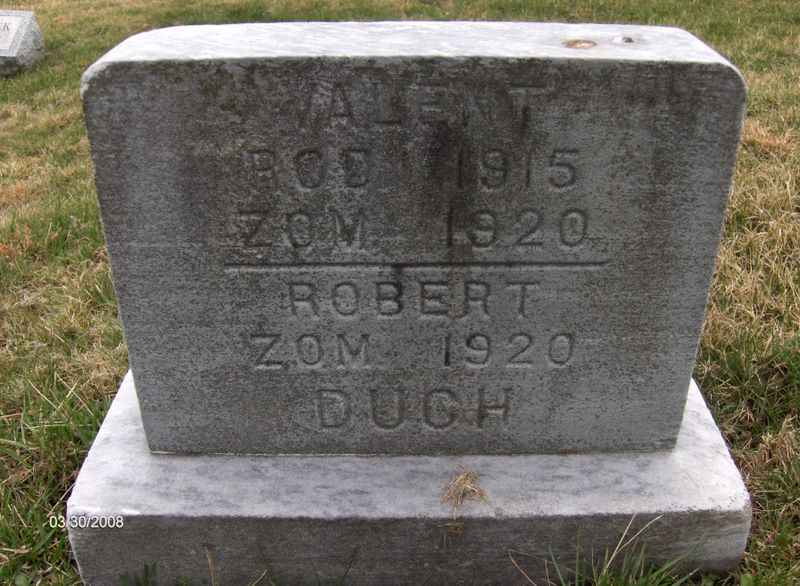 VALENT
ROD 1915
ZOM 1920
ROBERT
ZOM 1920
DUCH
03/30/2008